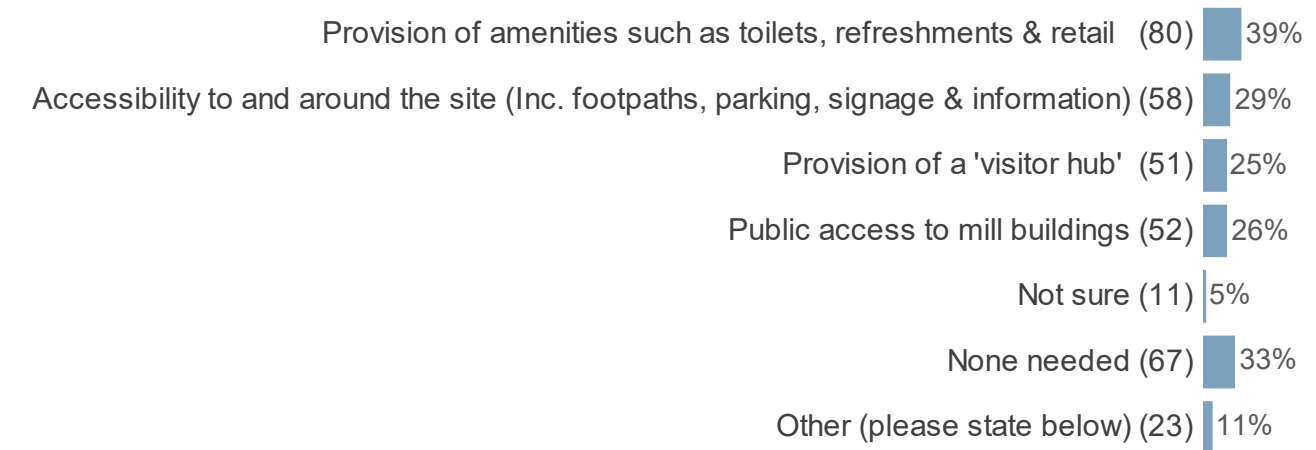 Provision of amenities such as toilets, refreshments & retail (80) 39%
Accessibility to and around the site (Inc. footpaths, parking, signage & information) (58) 29%
Provision of a 'visitor hub' (51) 25%
Public access to mill buildings (52) 26%
Not sure (11) 5%
None needed (67) 33%
Other (please state below) (23) 11%